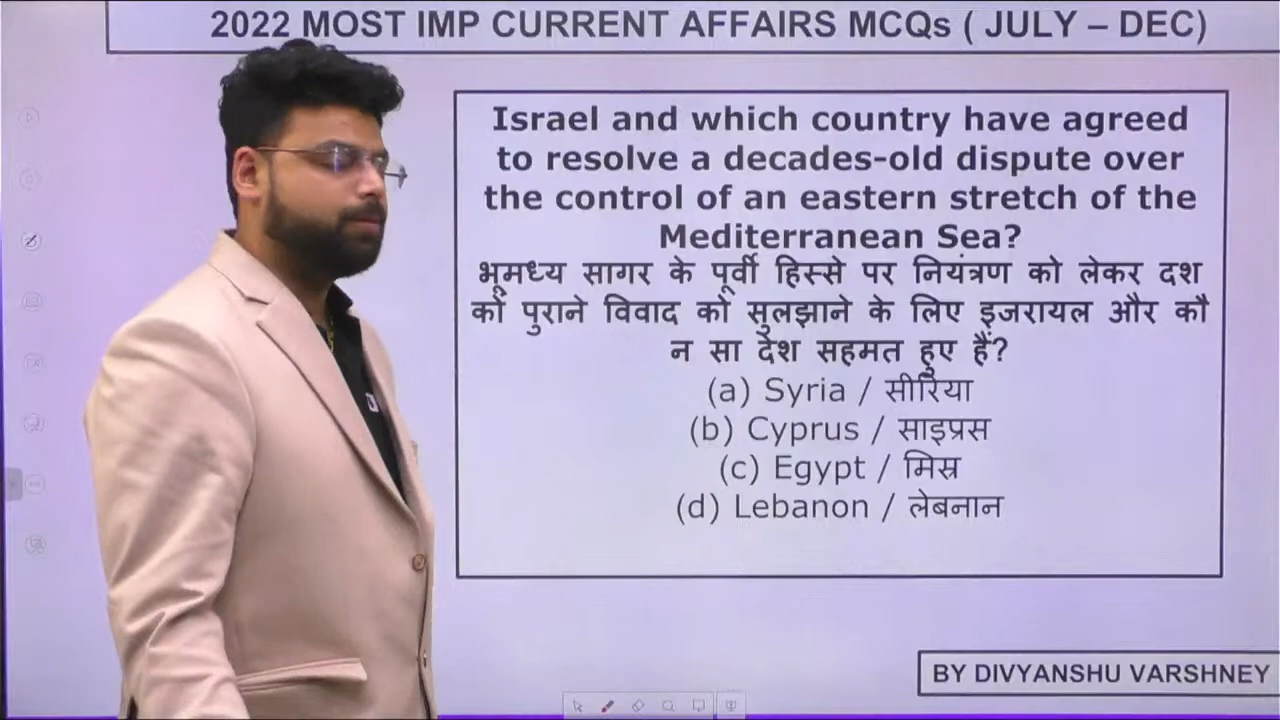 2022 MOST IMP CURRENT AFFAIRS MCQs ( JULY – DEC)
Israel and which country have agreed
to resolve a decades-old dispute over
the control of an eastern stretch of the
Mediterranean Sea?
भूमध्य सागर के पूर्वी हिस्से पर नियंत्रण को लेकर दश
कों पुराने विवाद को सुलझाने के लिए इजरायल और कौ
न सा देश सहमत हुए हैं?
(a) Syria / सीरिया
(b) Cyprus / साइप्रस
(c) Egypt / मिस्र
(d) Lebanon / लेबनान
BY DIVYANSHU VARSHNEY